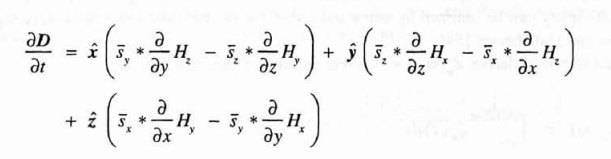 ∂D/∂t = x̂ ( s̄_y * ∂/∂y H_z − s̄_z * ∂/∂z H_y ) + ŷ ( s̄_z * ∂/∂z H_x − s̄_x * ∂/∂x H_z )
+ ẑ ( s̄_x * ∂/∂x H_y − s̄_y * ∂/∂y H_x )